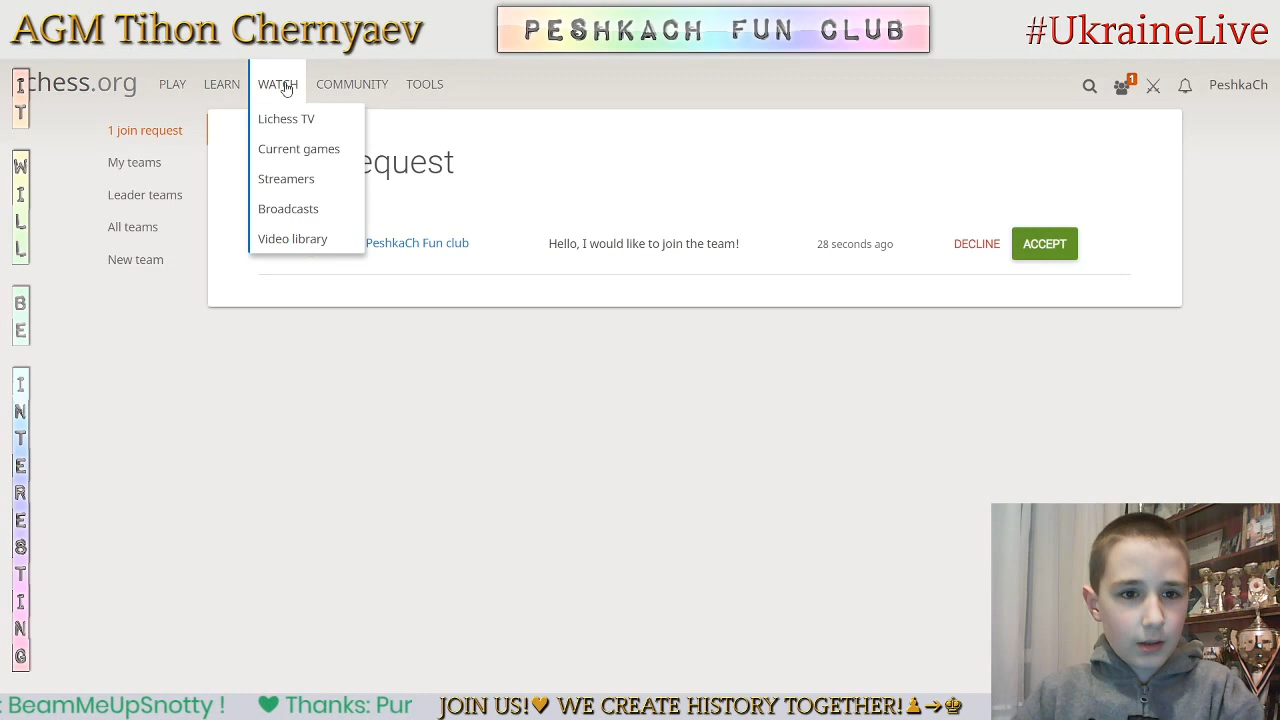 AGM Tihon Chernyaev
PESHKACH FUN CLUB
#UkraineLive
chess.org
PLAY
LEARN
WATCH
COMMUNITY
TOOLS
1
PeshkaCh
Lichess TV
Current games
Streamers
Broadcasts
Video library
1 join request
My teams
Leader teams
All teams
New team
equest
PeshkaCh Fun club
Hello, I would like to join the team!
28 seconds ago
DECLINE
ACCEPT
IT
WILL
BE
INTERESTING
: BeamMeUpSnotty !
Thanks: Pur
JOIN US!🧡 WE CREATE HISTORY TOGETHER!♟→♚